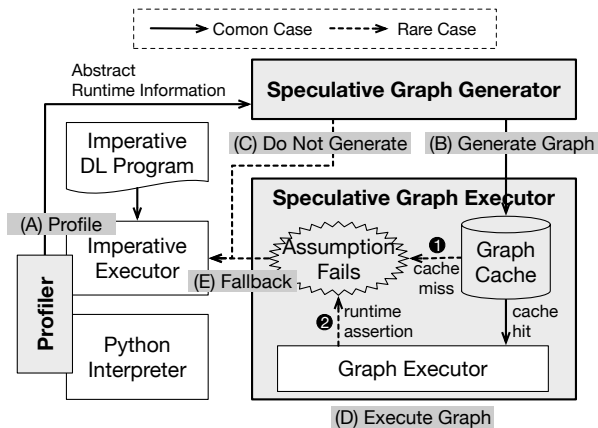 Comon Case
Rare Case
Abstract
Runtime Information
Speculative Graph Generator
(C) Do Not Generate
(B) Generate Graph
Imperative
DL Program
Speculative Graph Executor
(A) Profile
Imperative
Executor
Assumption
Fails
❶
cache
miss
Graph
Cache
(E) Fallback
Profiler
❷
runtime
assertion
cache
hit
Python
Interpreter
Graph Executor
(D) Execute Graph